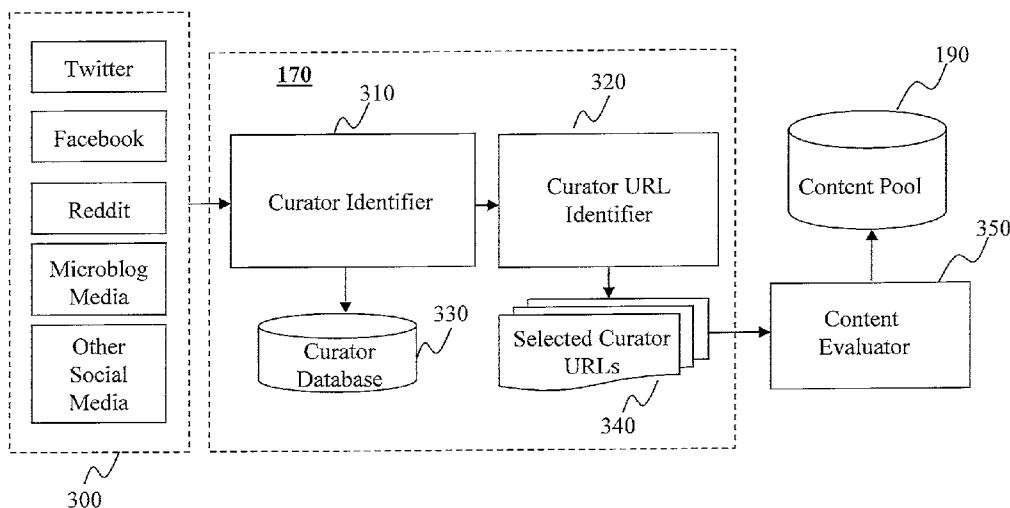 Twitter
Facebook
Reddit
Microblog
Media
Other
Social
Media
300
170
310
320
Curator Identifier
Curator URL
Identifier
330
Curator
Database
Selected Curator
URLs
340
190
Content Pool
350
Content
Evaluator